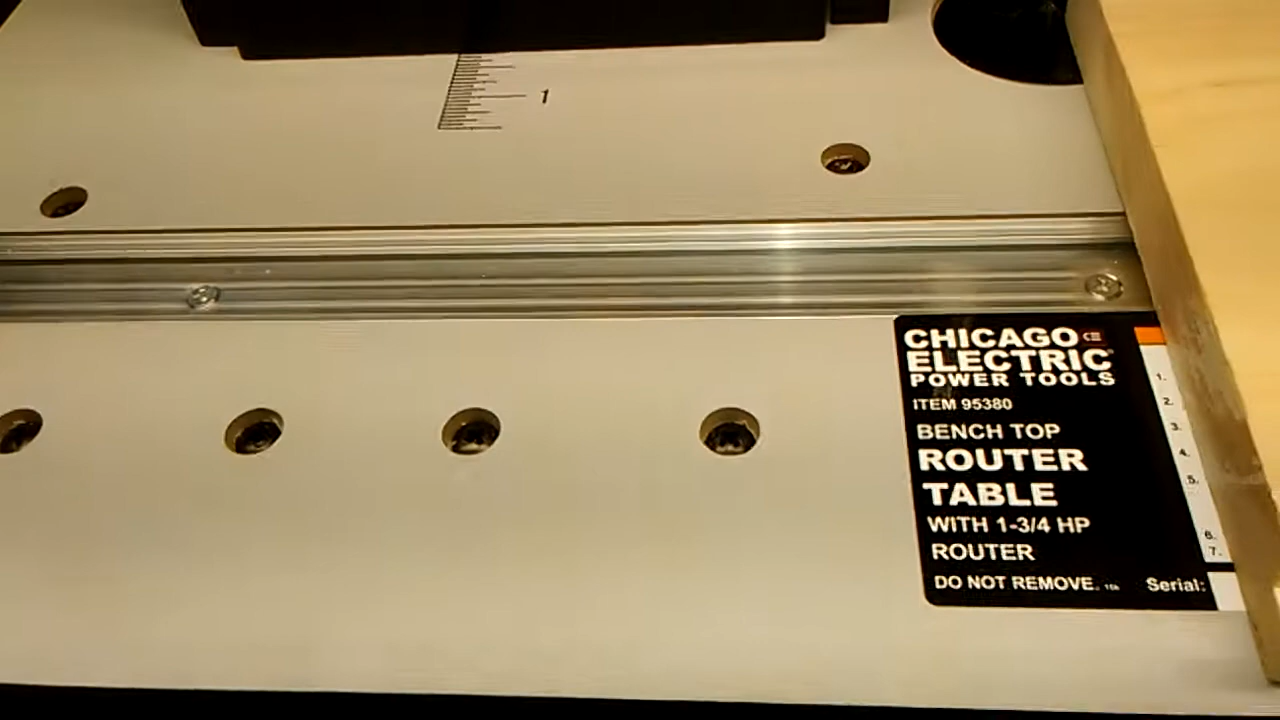 1
CHICAGO
ELECTRIC
POWER TOOLS
ITEM 95380
BENCH TOP
ROUTER
TABLE
WITH 1-3/4 HP
ROUTER
DO NOT REMOVE.
Serial:
1.
2.
3.
4.
5.
6.
7.